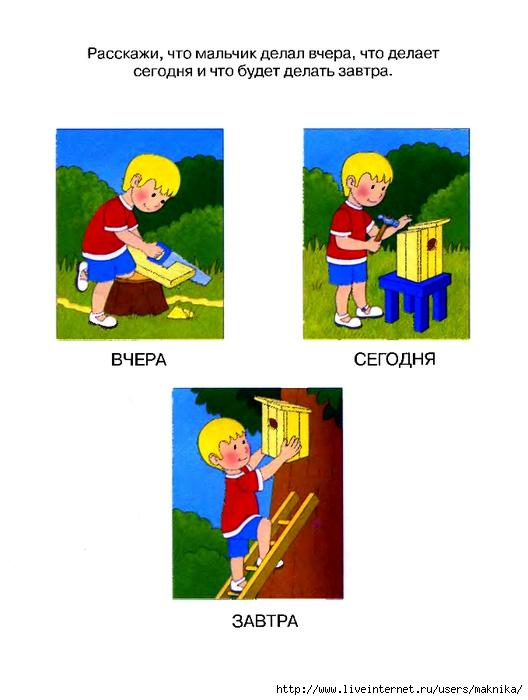 Расскажи, что мальчик делал вчера, что делает
сегодня и что будет делать завтра.
ВЧЕРА
СЕГОДНЯ
ЗАВТРА
http://www.liveinternet.ru/users/maknika/